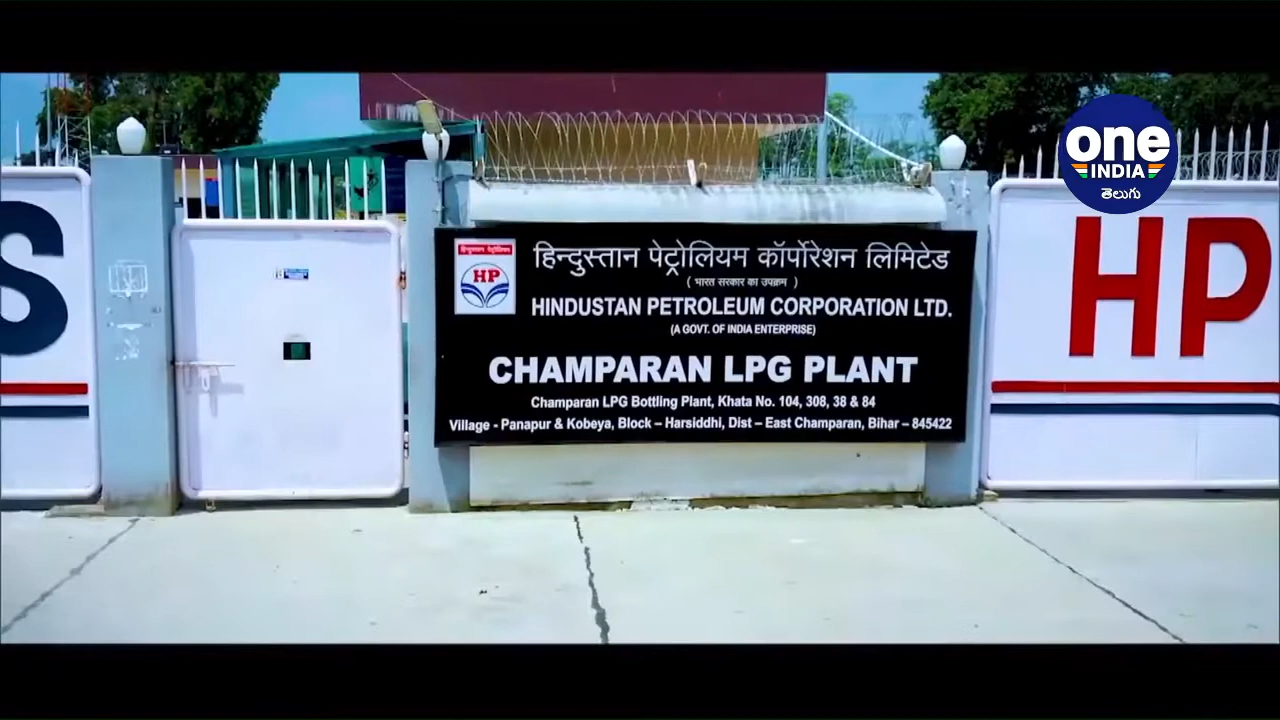 one
INDIA
తెలుగు
S
HP
हिन्दुस्तान पेट्रोलियम
HP
हिन्दुस्तान पेट्रोलियम कॉर्पोरेशन लिमिटेड
( भारत सरकार का उपक्रम )
HINDUSTAN PETROLEUM CORPORATION LTD.
(A GOVT. OF INDIA ENTERPRISE)
CHAMPARAN LPG PLANT
Champaran LPG Bottling Plant, Khata No. 104, 308, 38 & 84
Village - Panapur & Kobeya, Block – Harsiddhi, Dist – East Champaran, Bihar – 845422